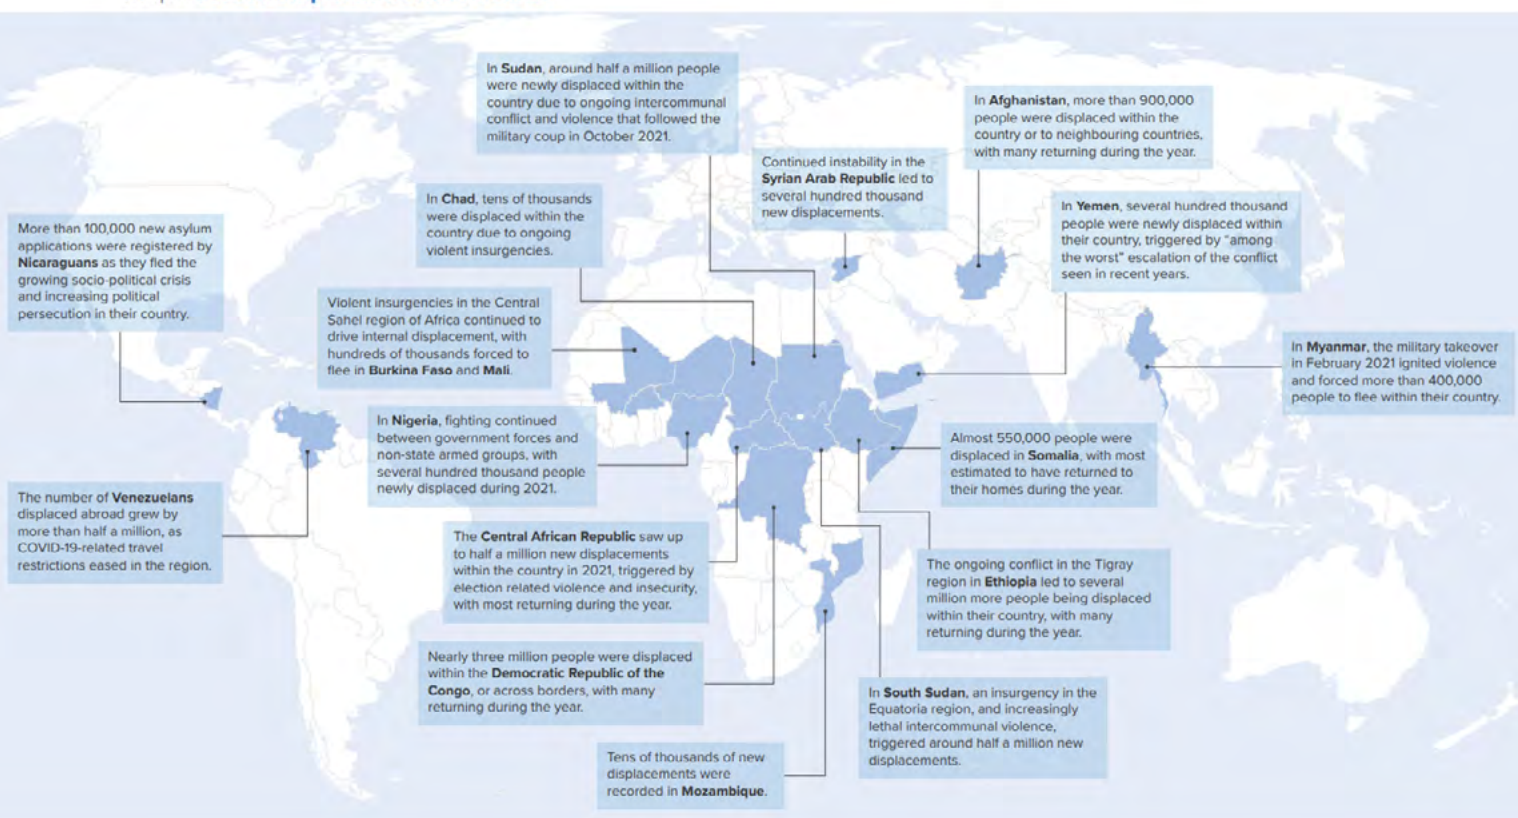 In Sudan, around half a million people
were newly displaced within the
country due to ongoing intercommunal
conflict and violence that followed the
military coup in October 2021.
In Afghanistan, more than 900,000
people were displaced within the
country or to neighbouring countries,
with many returning during the year.
Continued instability in the
Syrian Arab Republic led to
several hundred thousand
new displacements.
In Chad, tens of thousands
were displaced within the
country due to ongoing
violent insurgencies.
In Yemen, several hundred thousand
people were newly displaced within
their country, triggered by "among
the worst" escalation of the conflict
seen in recent years.
More than 100,000 new asylum
applications were registered by
Nicaraguans as they fled the
growing socio-political crisis
and increasing political
persecution in their country.
Violent insurgencies in the Central
Sahel region of Africa continued to
drive internal displacement, with
hundreds of thousands forced to
flee in Burkina Faso and Mali.
In Myanmar, the military takeover
in February 2021 ignited violence
and forced more than 400,000
people to flee within their country.
In Nigeria, fighting continued
between government forces and
non-state armed groups, with
several hundred thousand people
newly displaced during 2021.
Almost 550,000 people were
displaced in Somalia, with most
estimated to have returned to
their homes during the year.
The number of Venezuelans
displaced abroad grew by
more than half a million, as
COVID-19-related travel
restrictions eased in the region.
The Central African Republic saw up
to half a million new displacements
within the country in 2021, triggered by
election related violence and insecurity,
with most returning during the year.
The ongoing conflict in the Tigray
region in Ethiopia led to several
million more people being displaced
within their country, with many
returning during the year.
Nearly three million people were displaced
within the Democratic Republic of the
Congo, or across borders, with many
returning during the year.
In South Sudan, an insurgency in the
Equatoria region, and increasingly
lethal intercommunal violence,
triggered around half a million new
displacements.
Tens of thousands of new
displacements were
recorded in Mozambique.